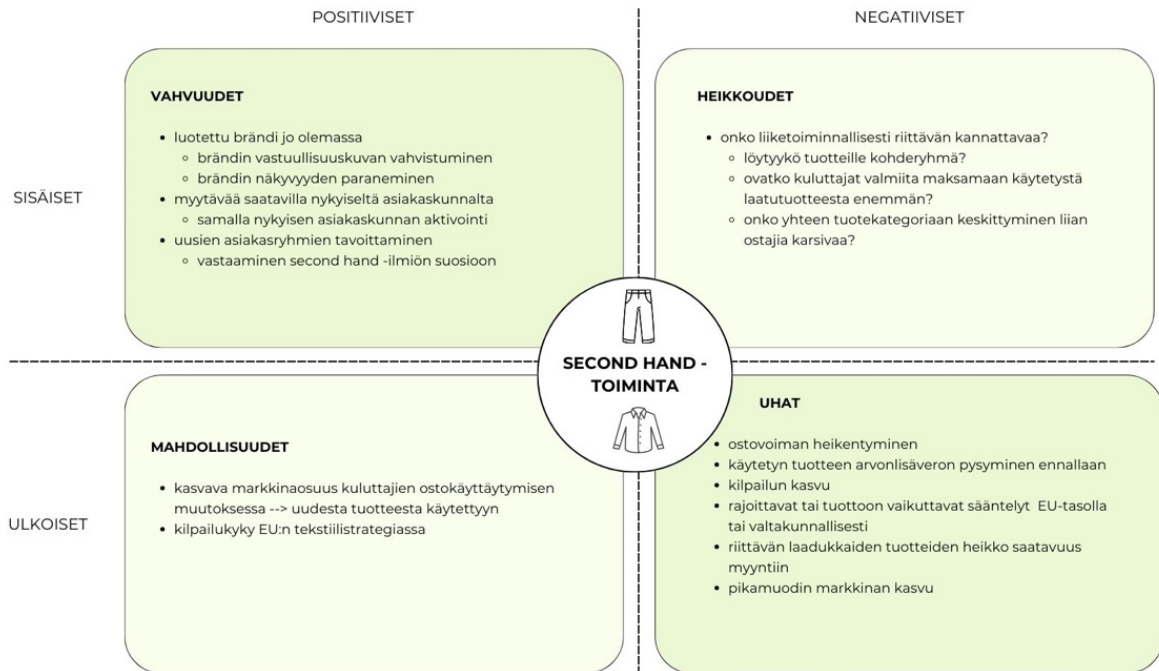 POSITIIVISET
NEGATIIVISET
SISÄISET
VAHVUUDET
• luotettu brändi jo olemassa
◦ brändin vastuullisuuskuvan vahvistuminen
◦ brändin näkyvyyden paraneminen
• myytävää saatavilla nykyiseltä asiakaskunnalta
◦ samalla nykyisen asiakaskunnan aktivointi
• uusien asiakasryhmien tavoittaminen
◦ vastaaminen second hand -ilmiön suosioon
HEIKKOUDET
• onko liiketoiminnallisesti riittävän kannattavaa?
◦ löytyykö tuotteille kohderyhmä?
◦ ovatko kuluttajat valmiita maksamaan käytetystä
laatutuotteesta enemmän?
◦ onko yhteen tuotekategoriaan keskittyminen liian
ostajia karsivaa?
SECOND HAND -
TOIMINTA
ULKOISET
MAHDOLLISUUDET
• kasvava markkinaosuus kuluttajien ostokäyttäytymisen
muutoksessa --> uudesta tuotteesta käytettyyn
• kilpailukyky EU:n tekstiilistrategiassa
UHAT
• ostovoiman heikentyminen
• käytetyn tuotteen arvonlisäveron pysyminen ennallaan
• kilpailun kasvu
• rajoittavat tai tuottoon vaikuttavat sääntelyt EU-tasolla
tai valtakunnallisesti
• riittävän laadukkaiden tuotteiden heikko saatavuus
myyntiin
• pikamuodin markkinan kasvu